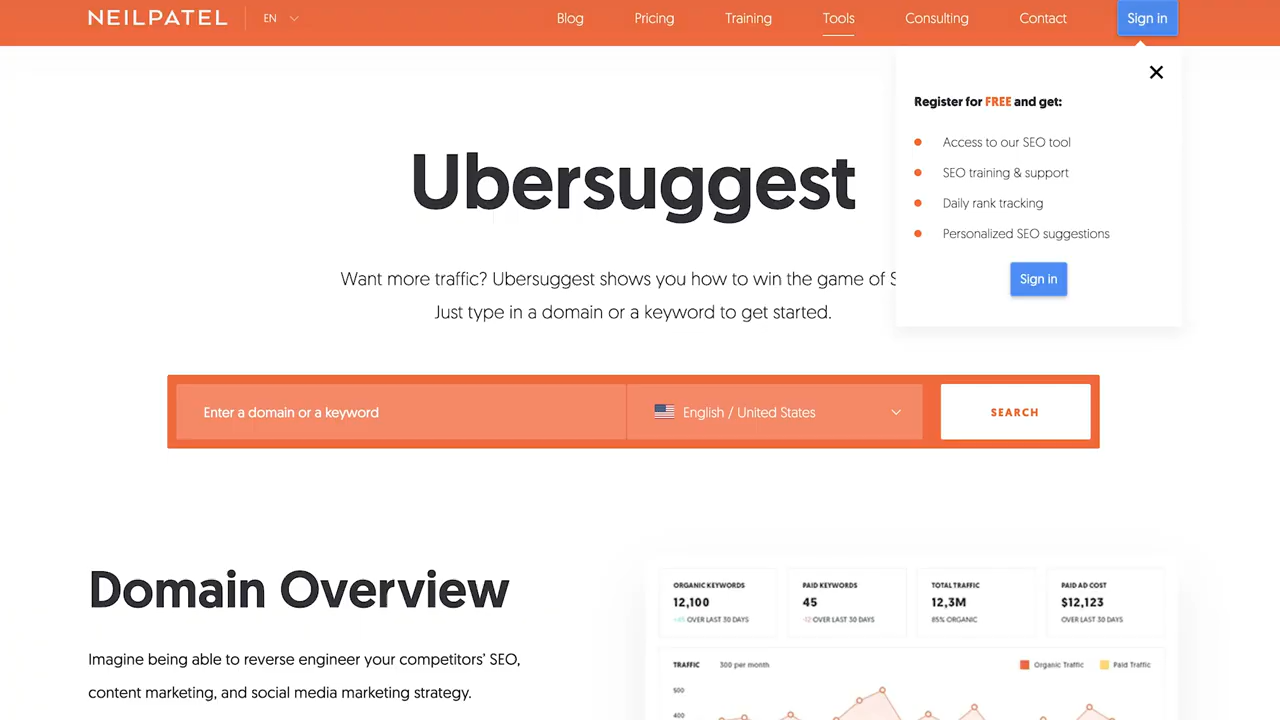 NEILPATEL
EN
Blog
Pricing
Training
Tools
Consulting
Contact
Sign in
Register for FREE and get:
Access to our SEO tool
SEO training & support
Daily rank tracking
Personalized SEO suggestions
Sign in
Ubersuggest
Want more traffic? Ubersuggest shows you how to win the game of
Just type in a domain or a keyword to get started.
Enter a domain or a keyword
English / United States
SEARCH
Domain Overview
Imagine being able to reverse engineer your competitors’ SEO,
content marketing, and social media marketing strategy.
ORGANIC KEYWORDS
12,100
OVER LAST 30 DAYS
PAID KEYWORDS
45
-12 OVER LAST 30 DAYS
TOTAL TRAFFIC
12,3M
85% ORGANIC
PAID AD COST
$12,123
OVER LAST 30 DAYS
TRAFFIC
300 per month
Organic Traffic
Paid Traffic
500
400